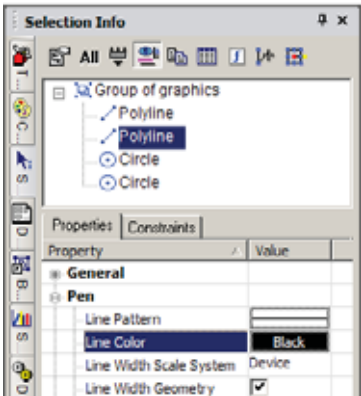 Selection Info
All
Group of graphics
Polyline
Polyline
Circle
Circle
Properties Constraints
Property Value
General
Pen
Line Pattern
Line Color Black
Line Width Scale System Device
Line Width Geometry
T...
C...
S
D
B...
S
D